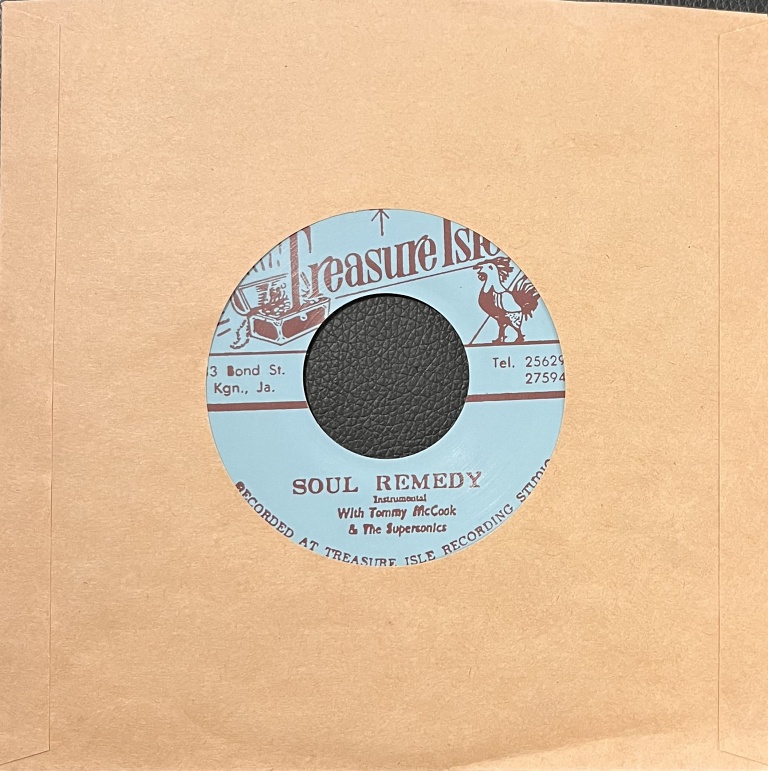 Treasure Isle
3 Bond St.
Kgn., Ja.
Tel. 25629
27594
SOUL REMEDY
Instrumental
With Tommy McCook
& The Supersonics
RECORDED AT TREASURE ISLE RECORDING STUDIO